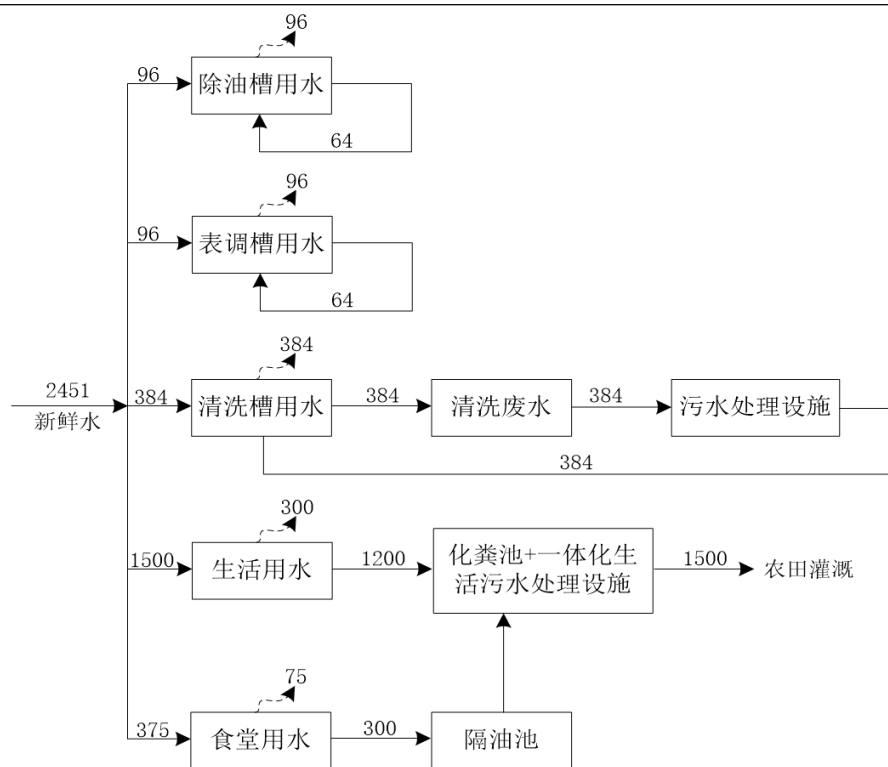 96
96
除油槽用水
64
96
96
表调槽用水
64
2451
新鲜水
384
384
清洗槽用水
384
清洗废水
384
污水处理设施
384
300
1500
生活用水
1200
化粪池+一体化生
活污水处理设施
1500
农田灌溉
75
375
食堂用水
300
隔油池